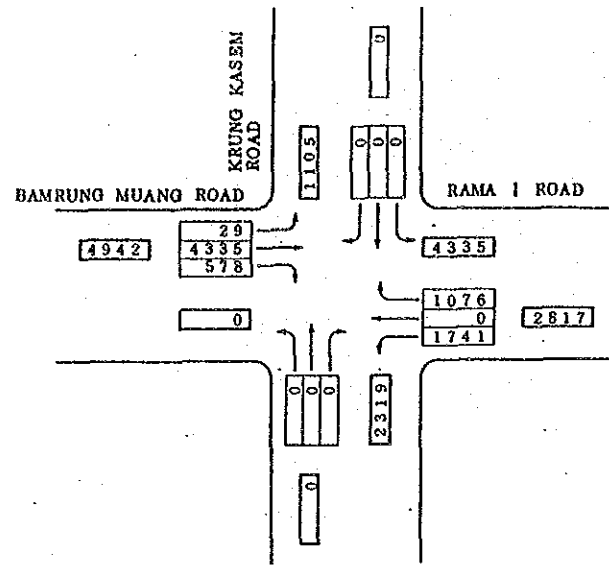 0
KRUNG KASEM
ROAD
1105
0 0 0
BAMRUNG MUANG ROAD
RAMA I ROAD
4942
29
4335
578
4335
0
1076
0
1741
2817
0 0 0
2319
0